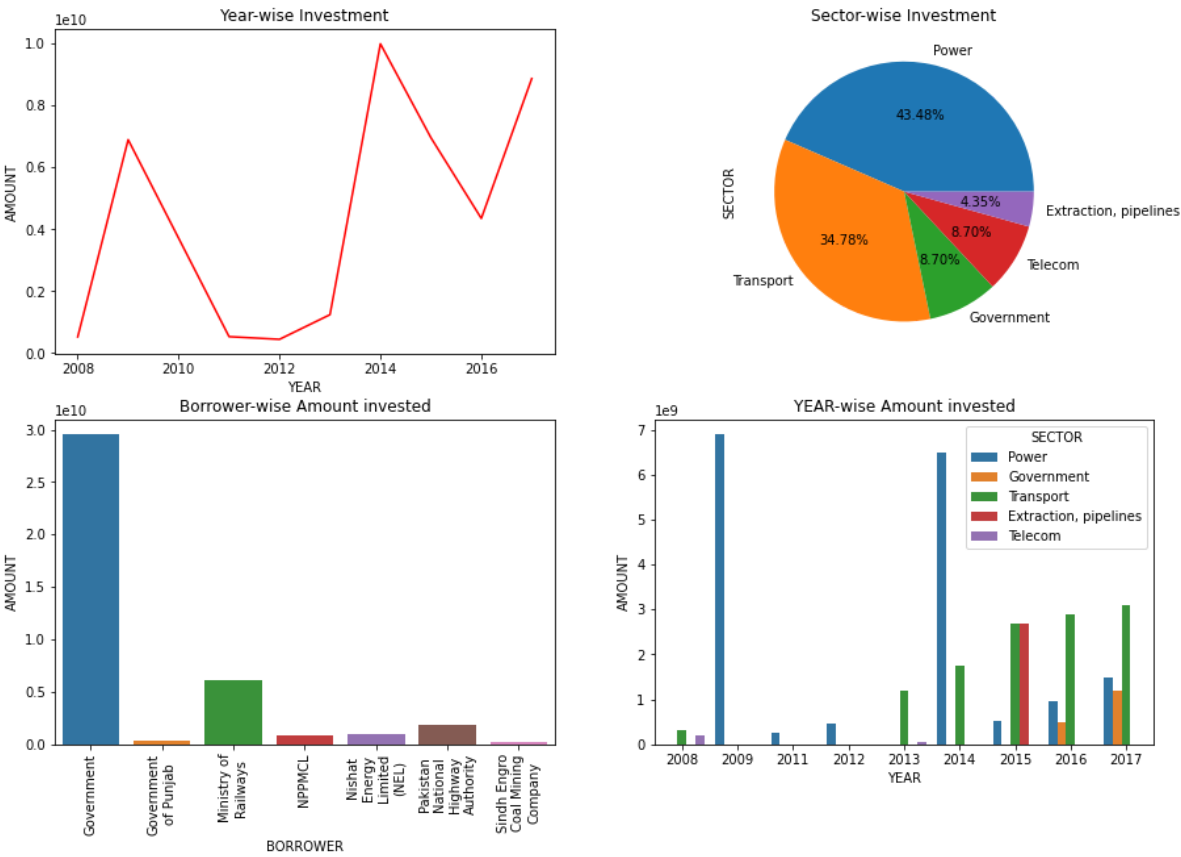 Year-wise Investment
1e10
1.0
0.8
0.6
0.4
0.2
0.0
AMOUNT
2008
2010
2012
2014
2016
YEAR
Sector-wise Investment
SECTOR
Power
43.48%
Transport
34.78%
Government
8.70%
Telecom
8.70%
Extraction, pipelines
4.35%
Borrower-wise Amount invested
1e10
3.0
2.5
2.0
1.5
1.0
0.5
0.0
AMOUNT
Government
Government
of Punjab
Ministry of
Railways
NPPMCL
Nishat
Energy
Limited
(NEL)
Pakistan
National
Highway
Authority
Sindh Engro
Coal Mining
Company
BORROWER
YEAR-wise Amount invested
1e9
7
6
5
4
3
2
1
0
AMOUNT
SECTOR
Power
Government
Transport
Extraction, pipelines
Telecom
2008
2009
2011
2012
2013
2014
2015
2016
2017
YEAR